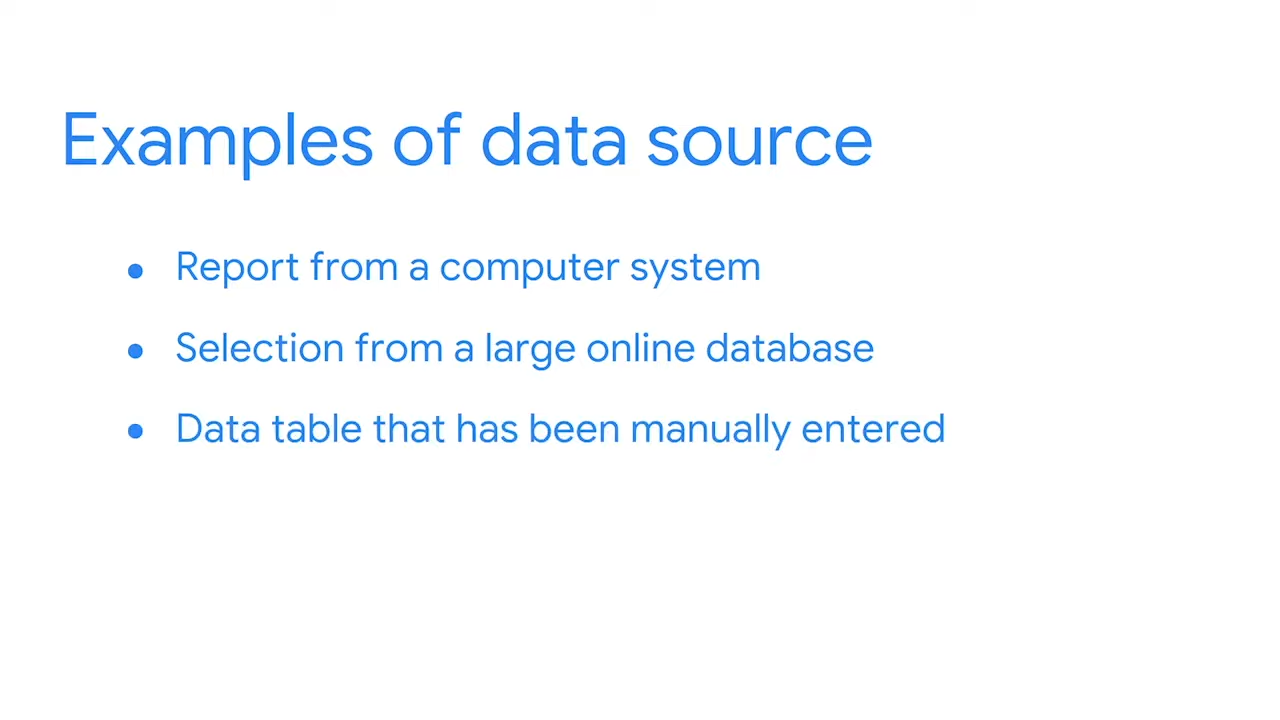 Examples of data source
• Report from a computer system
• Selection from a large online database
• Data table that has been manually entered